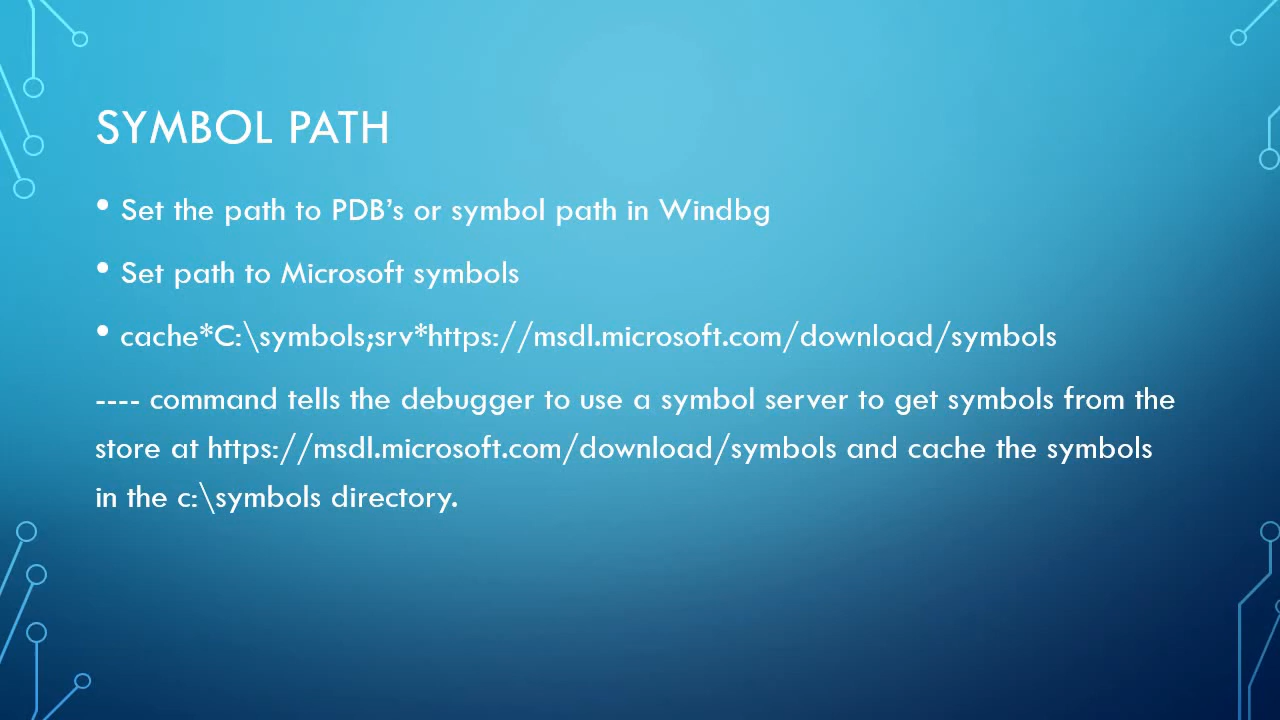 SYMBOL PATH
• Set the path to PDB’s or symbol path in Windbg
• Set path to Microsoft symbols
• cache*C:\symbols;srv*https://msdl.microsoft.com/download/symbols
---- command tells the debugger to use a symbol server to get symbols from the
store at https://msdl.microsoft.com/download/symbols and cache the symbols
in the c:\symbols directory.